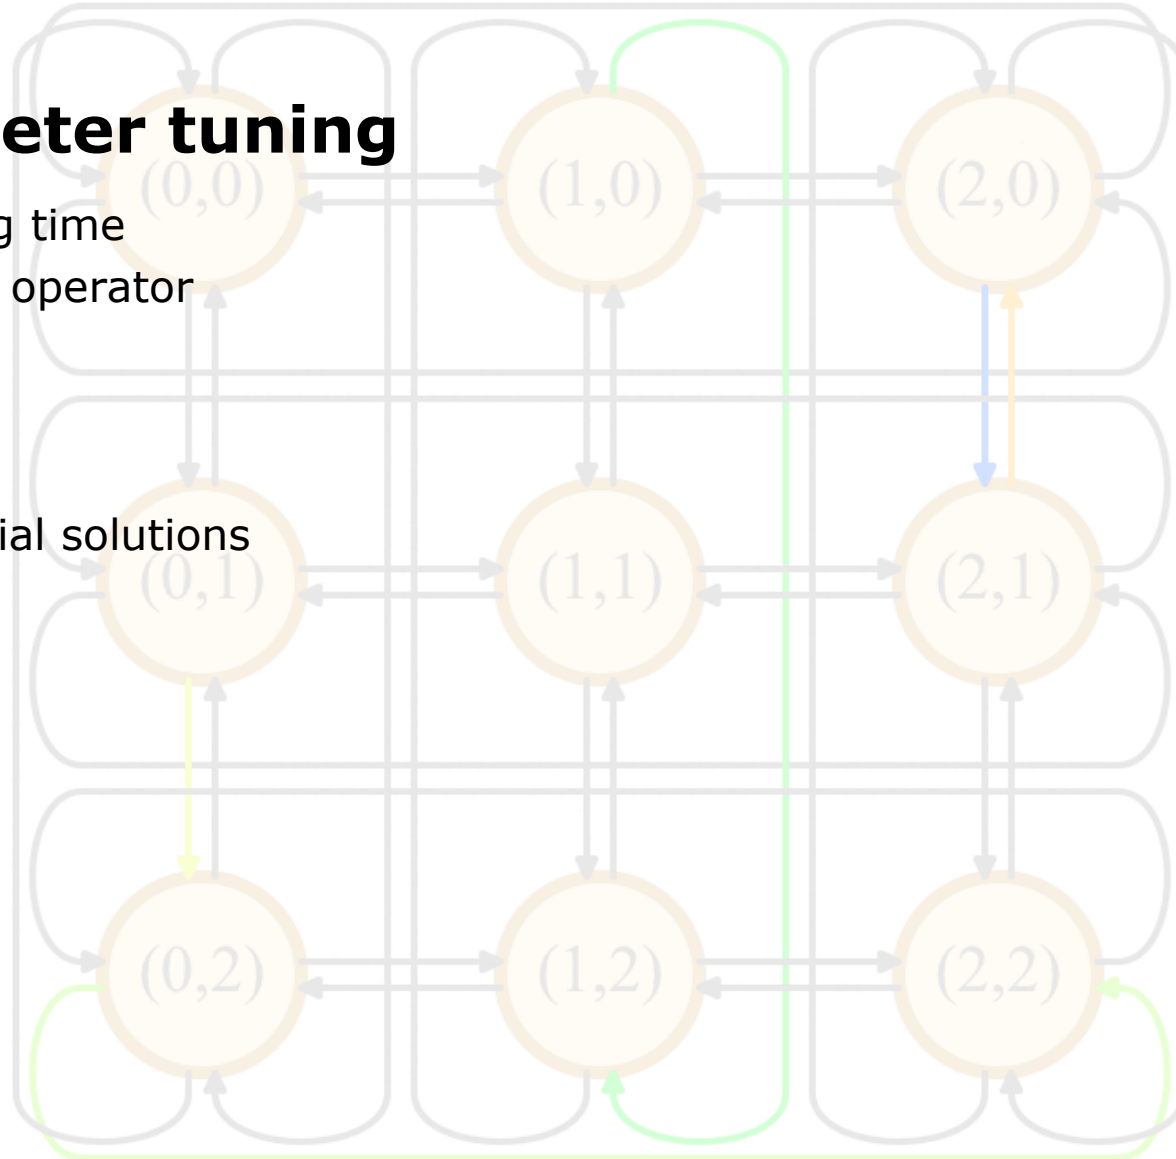 eter tuning
(0,0) (1,0) (2,0)
g time
operator
ial solutions
(0,1) (1,1) (2,1)
(0,2) (1,2) (2,2)